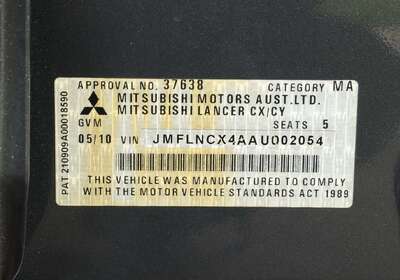 APPROVAL NO. 37638 CATEGORY MA
MITSUBISHI MOTORS AUST.LTD.
MITSUBISHI LANCER CX/CY
GVM SEATS 5
05/10 VIN JMFLNCX4AAU002054
THIS VEHICLE WAS MANUFACTURED TO COMPLY
WITH THE MOTOR VEHICLE STANDARDS ACT 1989
PAT 210909A00018590